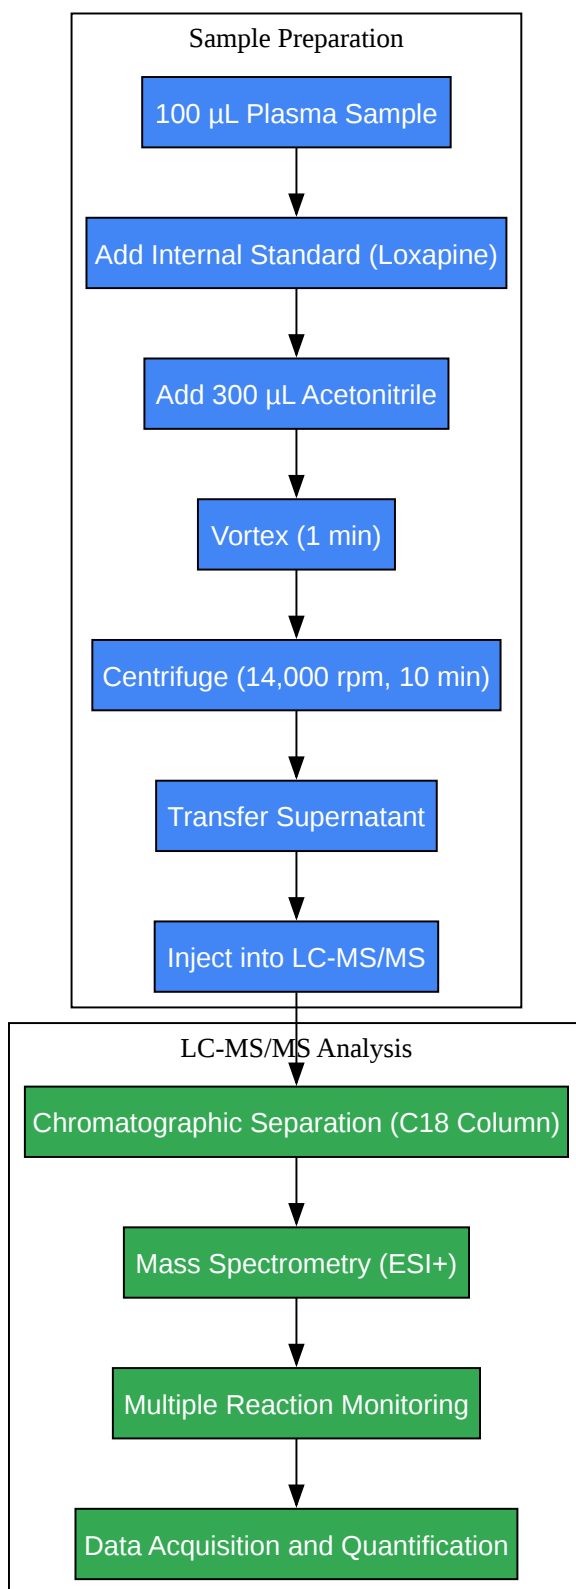 Sample Preparation
100 µL Plasma Sample
Add Internal Standard (Loxapine)
Add 300 µL Acetonitrile
Vortex (1 min)
Centrifuge (14,000 rpm, 10 min)
Transfer Supernatant
Inject into LC-MS/MS
LC-MS/MS Analysis
Chromatographic Separation (C18 Column)
Mass Spectrometry (ESI+)
Multiple Reaction Monitoring
Data Acquisition and Quantification